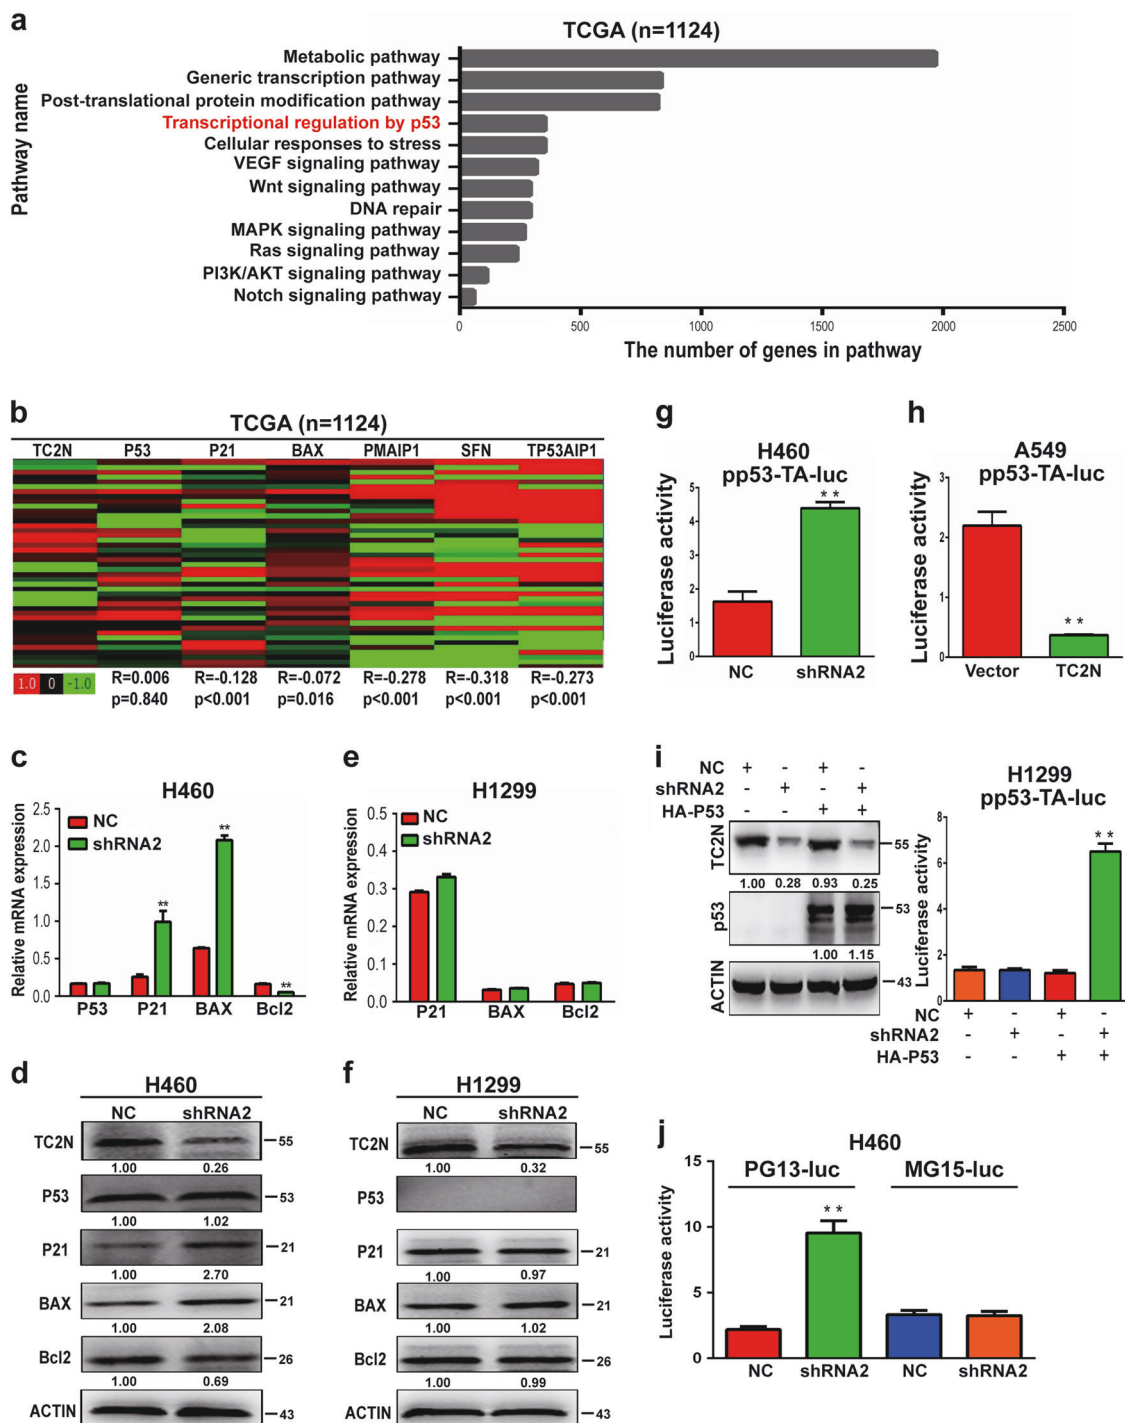 a
TCGA (n=1124)
Pathway name
Metabolic pathway
Generic transcription pathway
Post-translational protein modification pathway
Transcriptional regulation by p53
Cellular responses to stress
VEGF signaling pathway
Wnt signaling pathway
DNA repair
MAPK signaling pathway
Ras signaling pathway
PI3K/AKT signaling pathway
Notch signaling pathway
0 500 1000 1500 2000 2500
The number of genes in pathway
b
TCGA (n=1124)
TC2N P53 P21 BAX PMAIP1 SFN TP53AIP1
1.0 0 -1.0
R=0.006 R=-0.128 R=-0.072 R=-0.278 R=-0.318 R=-0.273
p=0.840 p<0.001 p=0.016 p<0.001 p<0.001 p<0.001
g
H460
pp53-TA-luc
Luciferase activity
5
4
3
2
1
0
**
NC shRNA2
h
A549
pp53-TA-luc
Luciferase activity
3
2
1
0
**
Vector TC2N
c
H460
Relative mRNA expression
2.5
2.0
1.5
1.0
0.5
0.0
NC
shRNA2
**
**
**
P53 P21 BAX Bcl2
e
H1299
Relative mRNA expression
0.5
0.4
0.3
0.2
0.1
0.0
NC
shRNA2
P21 BAX Bcl2
i
NC + - + -
shRNA2 - + - +
HA-P53 - - + +
TC2N 55
1.00 0.28 0.93 0.25
p53 53
1.00 1.15
ACTIN 43
H1299
pp53-TA-luc
Luciferase activity
8
6
4
2
0
**
NC + - + -
shRNA2 - + - +
HA-P53 - - + +
d
H460
NC shRNA2
TC2N 55
1.00 0.26
P53 53
1.00 1.02
P21 21
1.00 2.70
BAX 21
1.00 2.08
Bcl2 26
1.00 0.69
ACTIN 43
f
H1299
NC shRNA2
TC2N 55
1.00 0.32
P53
P21 21
1.00 0.97
BAX 21
1.00 1.02
Bcl2 26
1.00 0.99
ACTIN 43
j
H460
PG13-luc MG15-luc
Luciferase activity
15
10
5
0
**
NC shRNA2 NC shRNA2